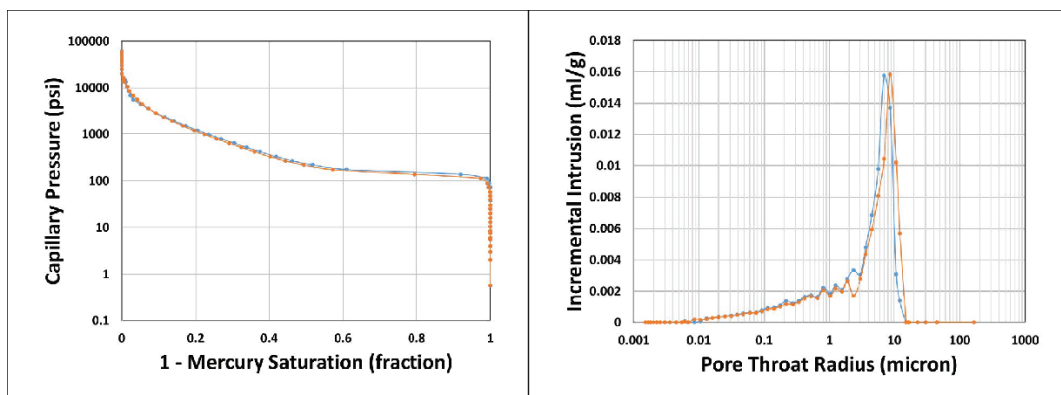 Capillary Pressure (psi)
100000
10000
1000
100
10
1
0.1
0 0.2 0.4 0.6 0.8 1
1 - Mercury Saturation (fraction)
Incremental Intrusion (ml/g)
0.018
0.016
0.014
0.012
0.01
0.008
0.006
0.004
0.002
0
0.001 0.01 0.1 1 10 100 1000
Pore Throat Radius (micron)